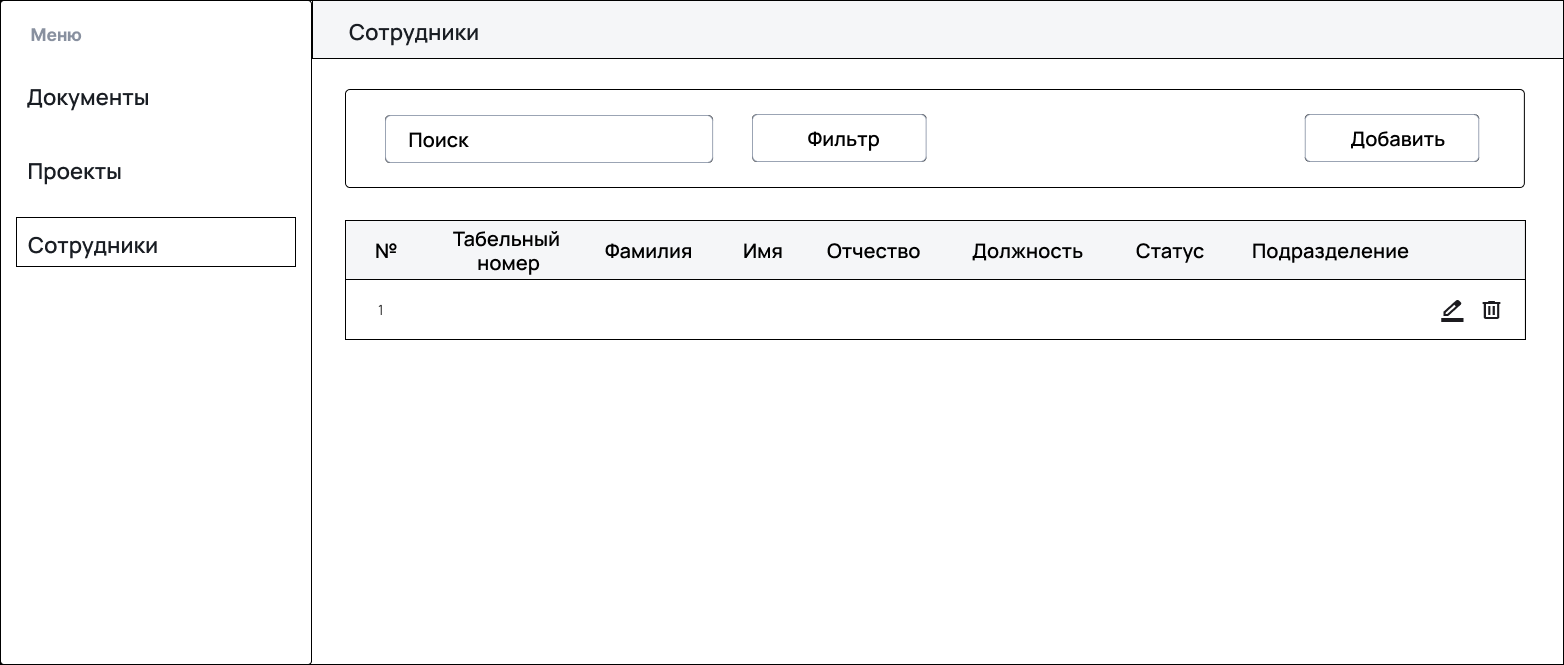 Меню
Документы
Проекты
Сотрудники
Сотрудники
Поиск
Фильтр
Добавить
№
Табельный
номер
Фамилия
Имя
Отчество
Должность
Статус
Подразделение
1